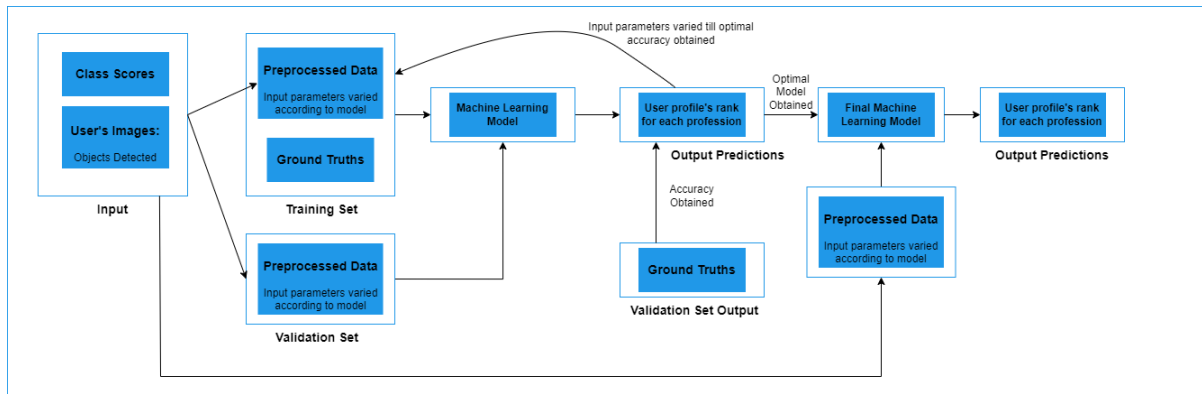 Class Scores
User's Images:
Objects Detected
Input
Preprocessed Data
Input parameters varied
according to model
Ground Truths
Training Set
Preprocessed Data
Input parameters varied
according to model
Validation Set
Machine Learning
Model
Input parameters varied till optimal
accuracy obtained
User profile's rank
for each profession
Output Predictions
Accuracy
Obtained
Ground Truths
Validation Set Output
Optimal
Model
Obtained
Final Machine
Learning Model
Preprocessed Data
Input parameters varied
according to model
User profile's rank
for each profession
Output Predictions